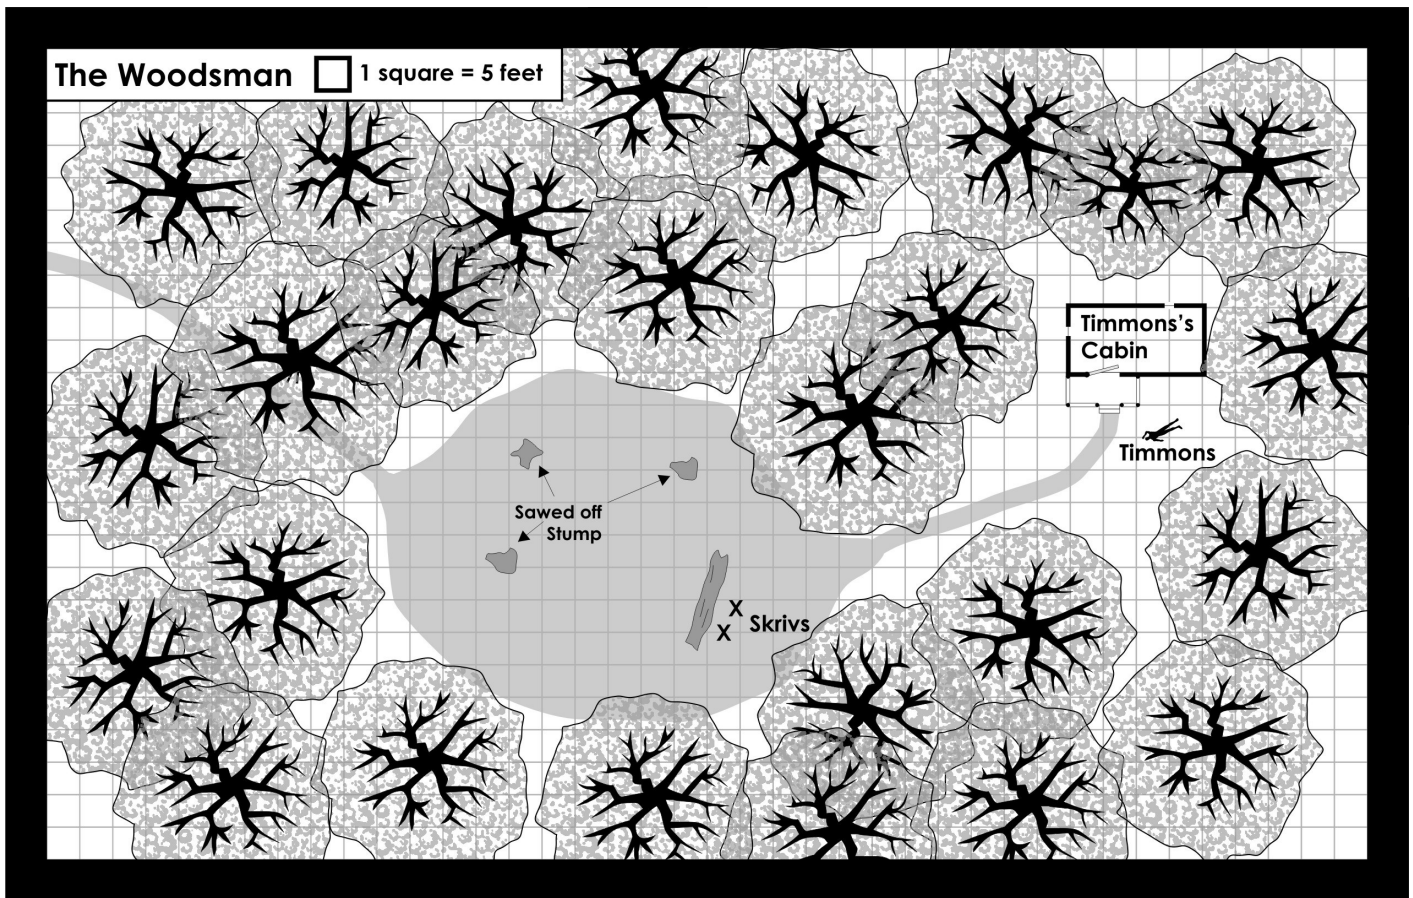 The Woodsman
1 square = 5 feet
Timmons's
Cabin
Timmons
Sawed off
Stump
X
X
Skrivs